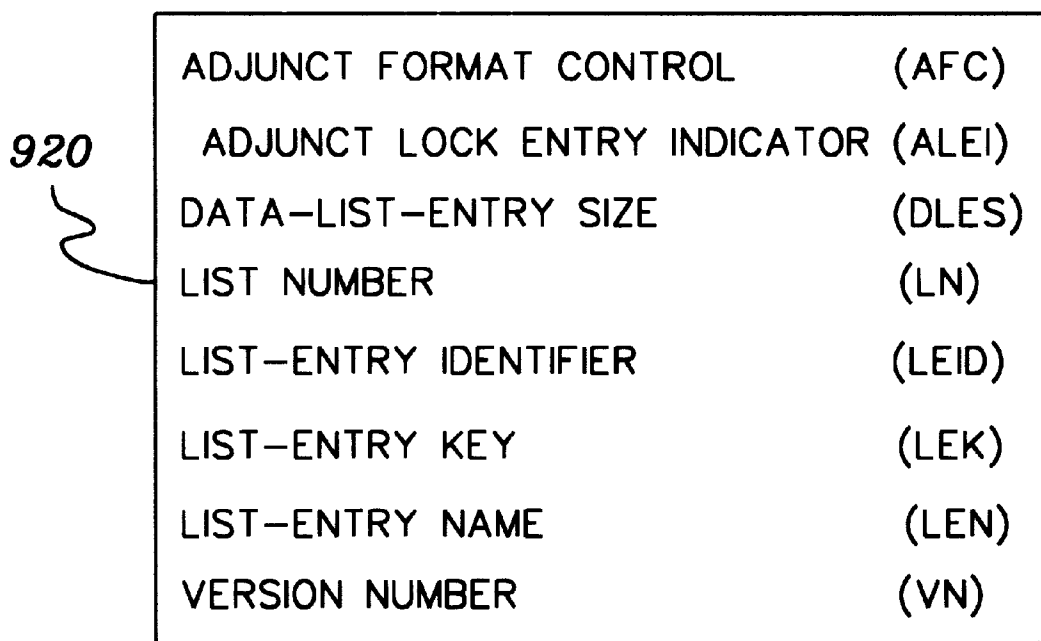 ADJUNCT FORMAT CONTROL (AFC)
920 ADJUNCT LOCK ENTRY INDICATOR (ALEI)
DATA-LIST-ENTRY SIZE (DLES)
LIST NUMBER (LN)
LIST-ENTRY IDENTIFIER (LEID)
LIST-ENTRY KEY (LEK)
LIST-ENTRY NAME (LEN)
VERSION NUMBER (VN)